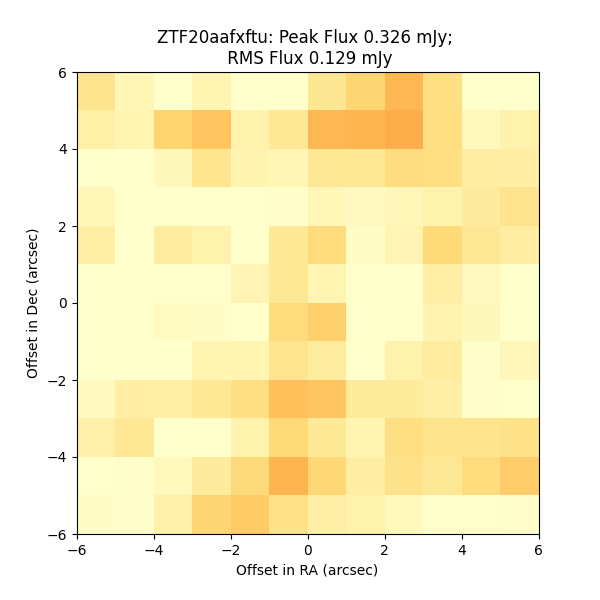 ZTF20aafxftu: Peak Flux 0.326 mJy;
RMS Flux 0.129 mJy
6
4
2
0
−2
−4
−6
Offset in Dec (arcsec)
−6 −4 −2 0 2 4 6
Offset in RA (arcsec)